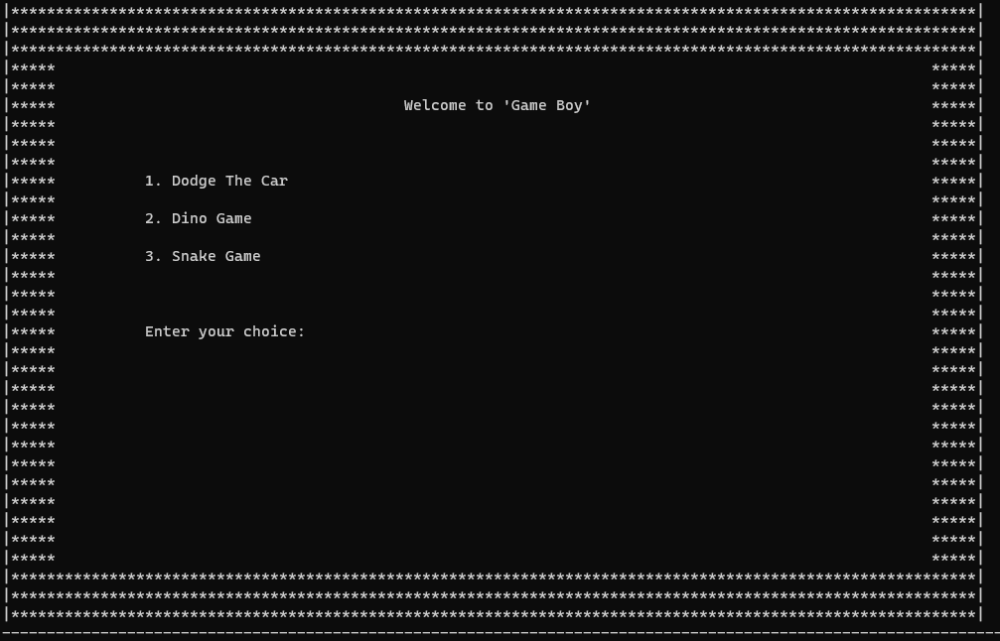 Welcome to 'Game Boy'
1. Dodge The Car
2. Dino Game
3. Snake Game
Enter your choice: